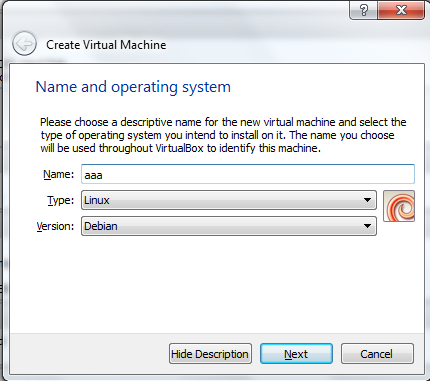 Create Virtual Machine
Name and operating system
Please choose a descriptive name for the new virtual machine and select the
type of operating system you intend to install on it. The name you choose
will be used throughout VirtualBox to identify this machine.
Name: aaa
Type: Linux
Version: Debian
Hide Description Next Cancel